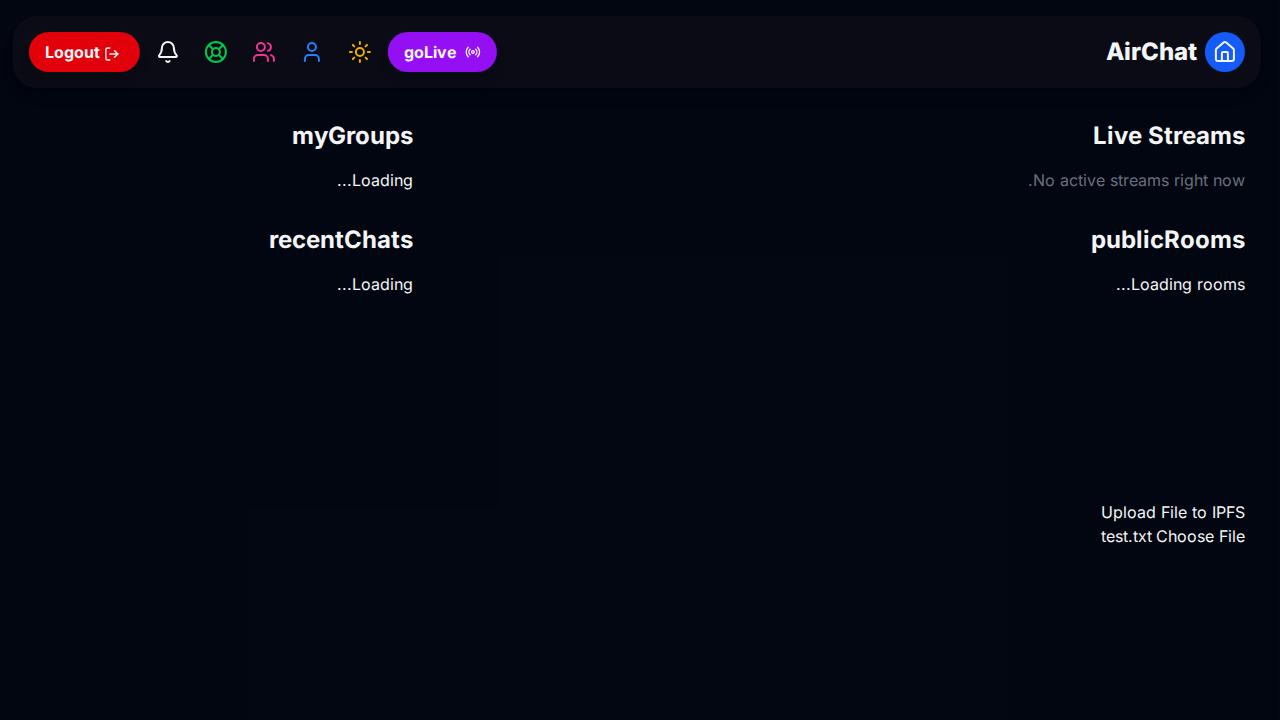 AirChat
goLive
Logout
Live Streams
No active streams right now.
publicRooms
Loading rooms...
myGroups
Loading...
recentChats
Loading...
Upload File to IPFS
Choose File test.txt